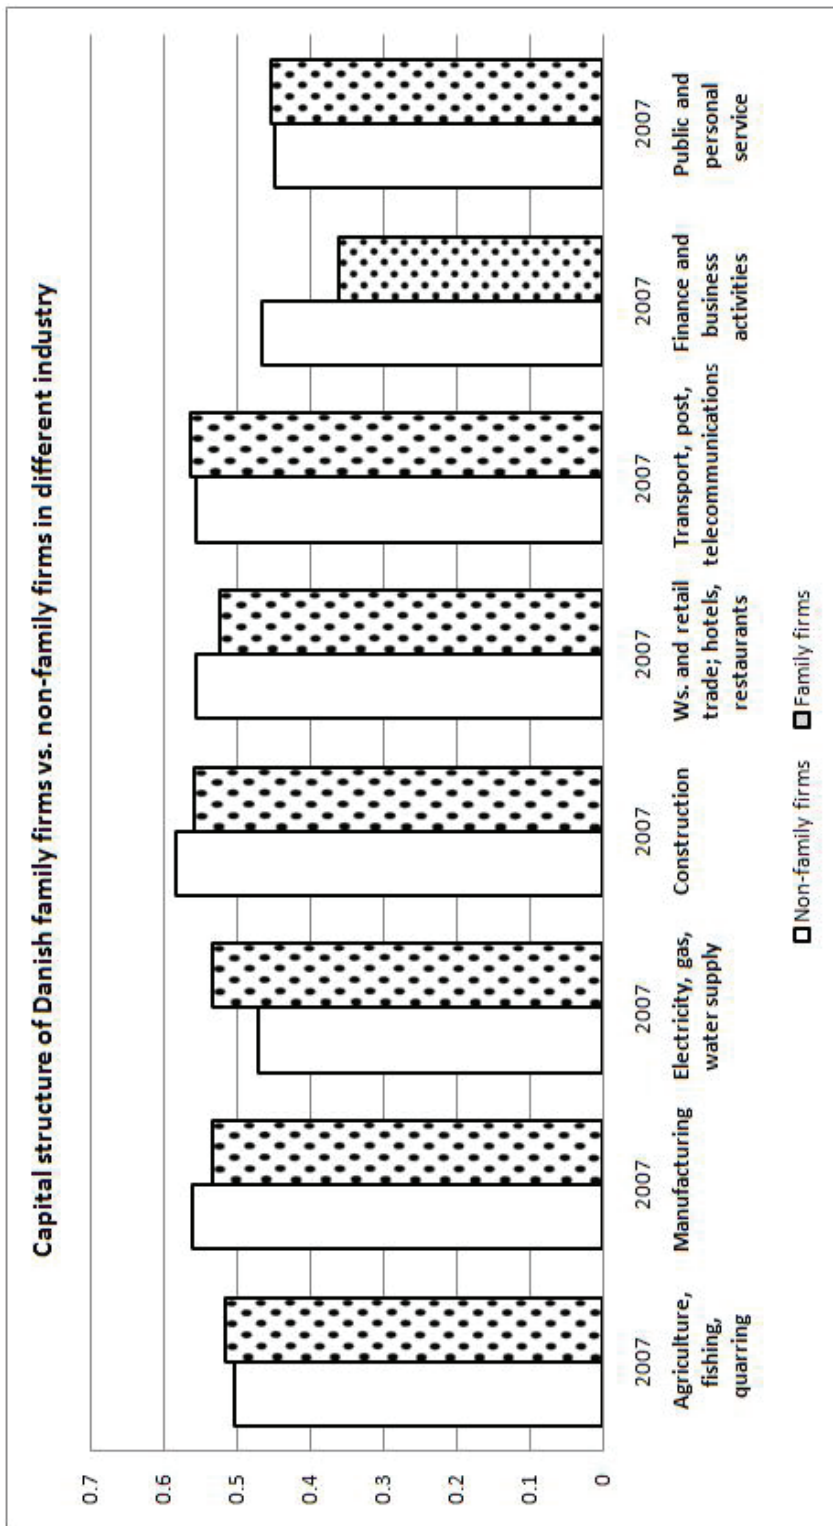 Capital structure of Danish family firms vs. non-family firms in different industry
0.7
0.6
0.5
0.4
0.3
0.2
0.1
0
2007
2007
2007
2007
2007
2007
2007
2007
Agriculture,
fishing,
quarring
Manufacturing
Electricity, gas,
water supply
Construction
Ws. and retail
trade; hotels,
restaurants
Transport, post,
telecommunications
Finance and
business
activities
Public and
personal
service
Non-family firms
Family firms